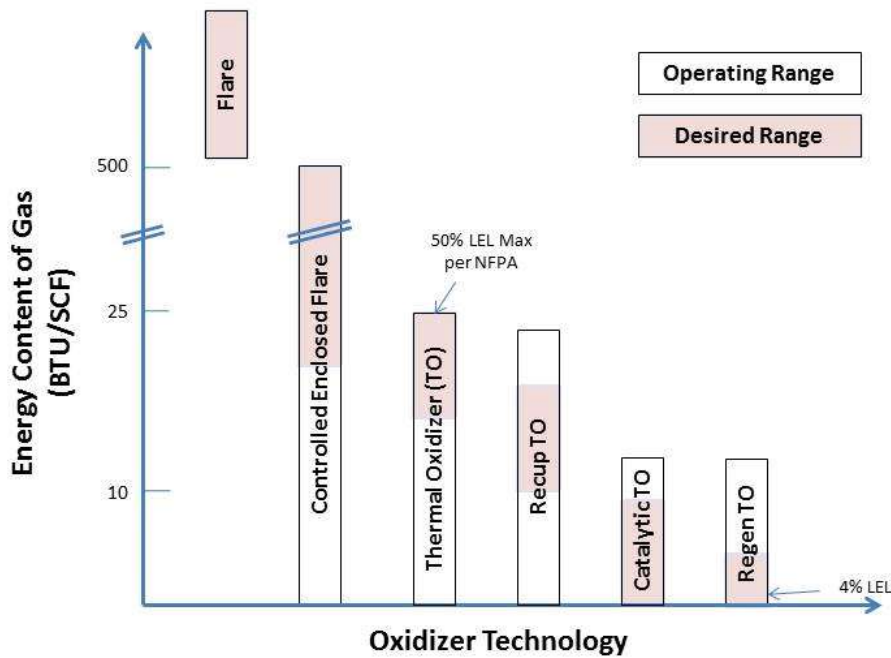 Flare
Operating Range
Desired Range
500
50% LEL Max
per NFPA
25
10
Energy Content of Gas
(BTU/SCF)
Controlled Enclosed Flare
Thermal Oxidizer (TO)
Recup TO
Catalytic TO
Regen TO
4% LEL
Oxidizer Technology